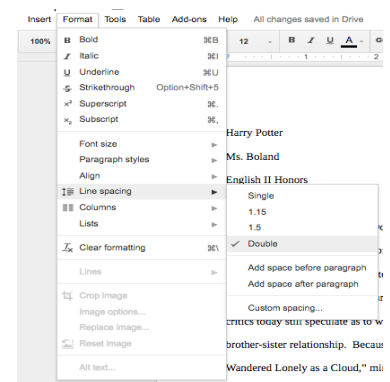 Insert Format Tools Table Add-ons Help All changes saved in Drive
100% 12 B I U A
1 2
B Bold ⌘B
I Italic ⌘I
U Underline ⌘U
S Strikethrough Option+Shift+5
x² Superscript ⌘.
x₂ Subscript ⌘,
Font size
Paragraph styles
Align
Line spacing
Columns
Lists
Clear formatting ⌘\
Lines
Crop image
Image options...
Replace image...
Reset image
Alt text...
Single
1.15
1.5
Double
Add space before paragraph
Add space after paragraph
Custom spacing...
Harry Potter
Ms. Boland
English II Honors
critics today still speculate as to w
brother-sister relationship. Becaus
Wandered Lonely as a Cloud," min